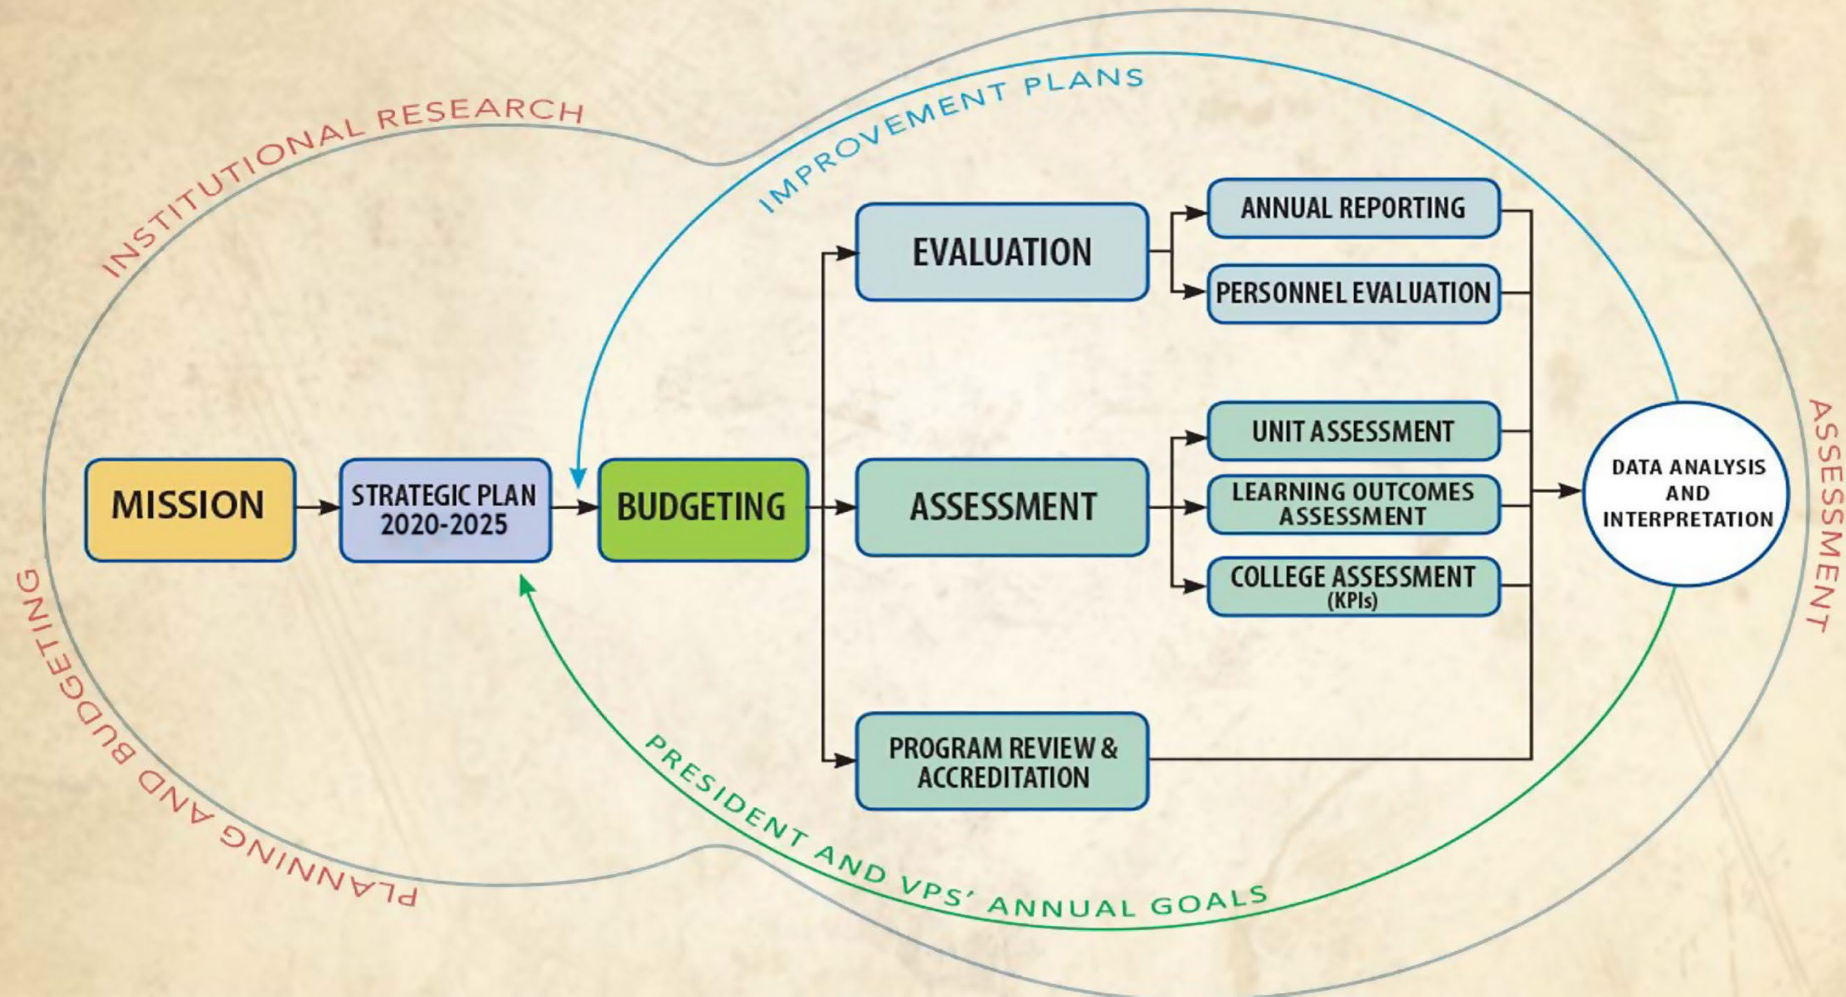 INSTITUTIONAL RESEARCH
IMPROVEMENT PLANS
EVALUATION
ANNUAL REPORTING
PERSONNEL EVALUATION
MISSION
STRATEGIC PLAN
2020-2025
BUDGETING
ASSESSMENT
UNIT ASSESSMENT
LEARNING OUTCOMES
ASSESSMENT
COLLEGE ASSESSMENT
(KPIs)
DATA ANALYSIS
AND
INTERPRETATION
ASSESSMENT
PROGRAM REVIEW &
ACCREDITATION
PLANNING AND BUDGETING
PRESIDENT AND VPS’ ANNUAL GOALS